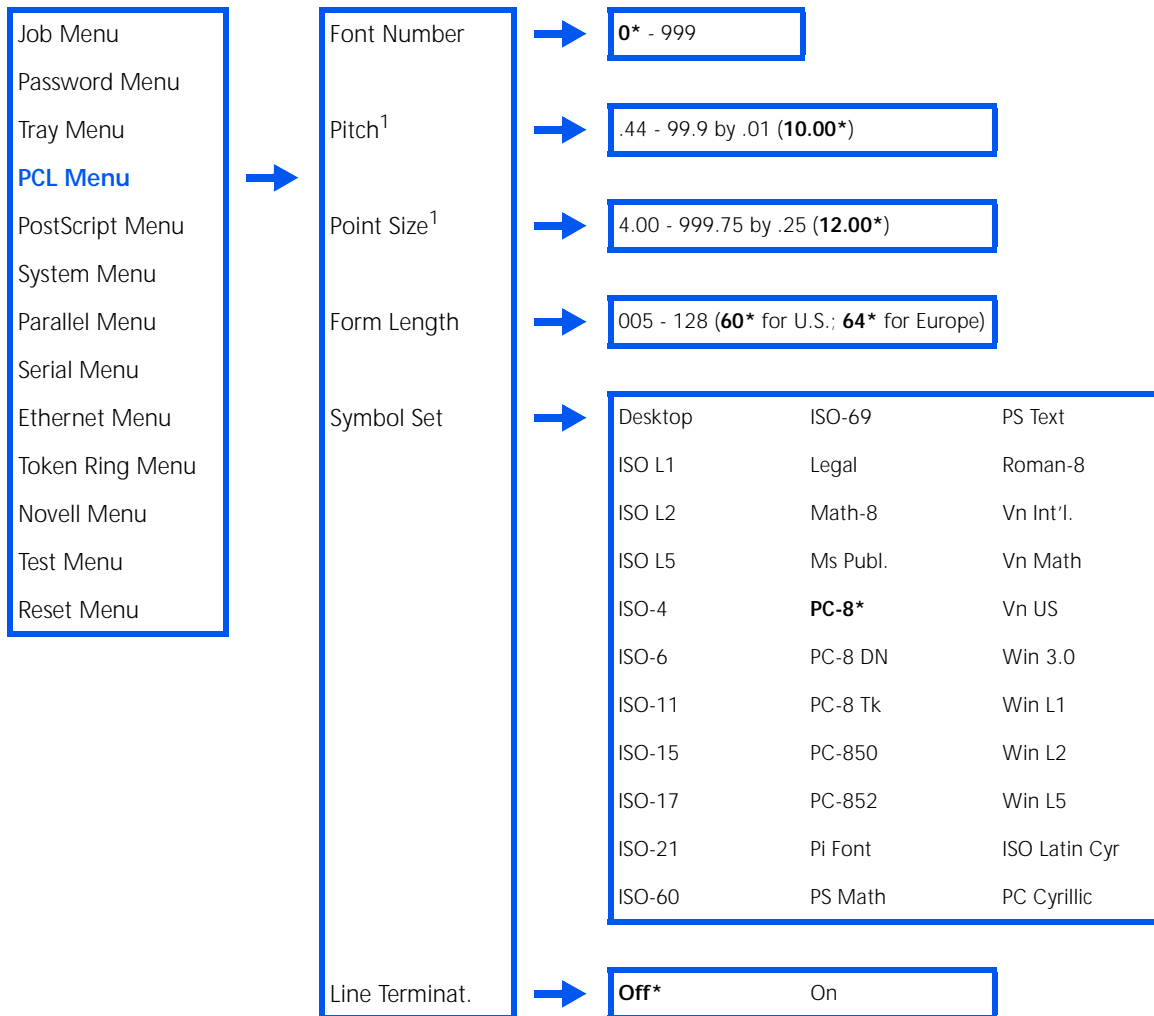 Job Menu
Password Menu
Tray Menu
PCL Menu
PostScript Menu
System Menu
Parallel Menu
Serial Menu
Ethernet Menu
Token Ring Menu
Novell Menu
Test Menu
Reset Menu
Font Number
0* - 999
Pitch1
.44 - 99.9 by .01 (10.00*)
Point Size1
4.00 - 999.75 by .25 (12.00*)
Form Length
005 - 128 (60* for U.S.; 64* for Europe)
Symbol Set
Desktop ISO-69 PS Text
ISO L1 Legal Roman-8
ISO L2 Math-8 Vn Int'l.
ISO L5 Ms Publ. Vn Math
ISO-4 PC-8* Vn US
ISO-6 PC-8 DN Win 3.0
ISO-11 PC-8 Tk Win L1
ISO-15 PC-850 Win L2
ISO-17 PC-852 Win L5
ISO-21 Pi Font ISO Latin Cyr
ISO-60 PS Math PC Cyrillic
Line Terminat.
Off* On